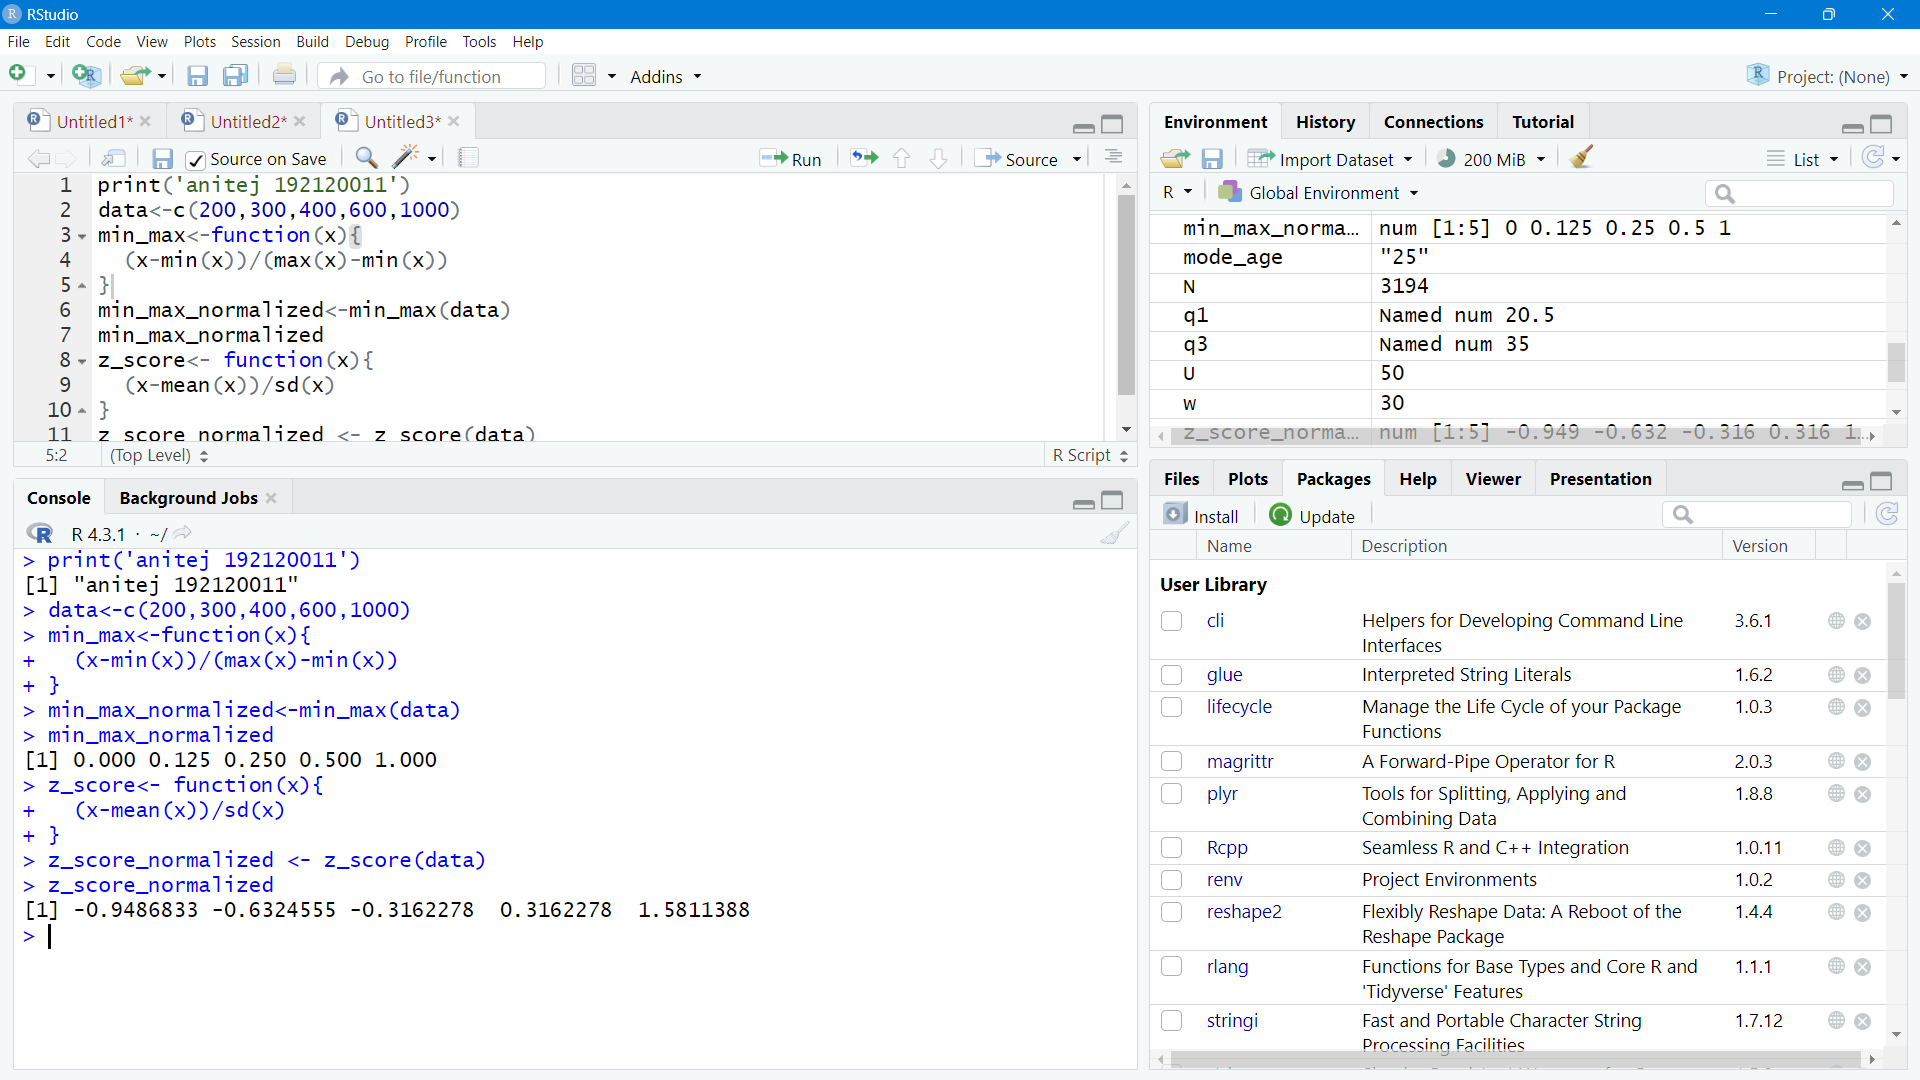 RStudio
File Edit Code View Plots Session Build Debug Profile Tools Help
Go to file/function Addins Project: (None)
Untitled1* Untitled2* Untitled3*
Source on Save Run Source
1 print('anitej 192120011')
2 data<-c(200,300,400,600,1000)
3 min_max<-function(x){
4   (x-min(x))/(max(x)-min(x))
5 }
6 min_max_normalized<-min_max(data)
7 min_max_normalized
8 z_score<- function(x){
9   (x-mean(x))/sd(x)
10 }
11 z_score_normalized <- z_score(data)
5:2 (Top Level) R Script
Console Background Jobs
R 4.3.1 · ~/
> print('anitej 192120011')
[1] "anitej 192120011"
> data<-c(200,300,400,600,1000)
> min_max<-function(x){
+   (x-min(x))/(max(x)-min(x))
+ }
> min_max_normalized<-min_max(data)
> min_max_normalized
[1] 0.000 0.125 0.250 0.500 1.000
> z_score<- function(x){
+   (x-mean(x))/sd(x)
+ }
> z_score_normalized <- z_score(data)
> z_score_normalized
[1] -0.9486833 -0.6324555 -0.3162278  0.3162278  1.5811388
>
Environment History Connections Tutorial
Import Dataset 200 MiB List
R Global Environment
min_max_norma… num [1:5] 0 0.125 0.25 0.5 1
mode_age "25"
N 3194
q1 Named num 20.5
q3 Named num 35
U 50
w 30
z_score_norma… num [1:5] -0.949 -0.632 -0.316 0.316 1…
Files Plots Packages Help Viewer Presentation
Install Update
Name Description Version
User Library
cli Helpers for Developing Command Line 3.6.1
Interfaces
glue Interpreted String Literals 1.6.2
lifecycle Manage the Life Cycle of your Package 1.0.3
Functions
magrittr A Forward-Pipe Operator for R 2.0.3
plyr Tools for Splitting, Applying and 1.8.8
Combining Data
Rcpp Seamless R and C++ Integration 1.0.11
renv Project Environments 1.0.2
reshape2 Flexibly Reshape Data: A Reboot of the 1.4.4
Reshape Package
rlang Functions for Base Types and Core R and 1.1.1
'Tidyverse' Features
stringi Fast and Portable Character String 1.7.12
Processing Facilities